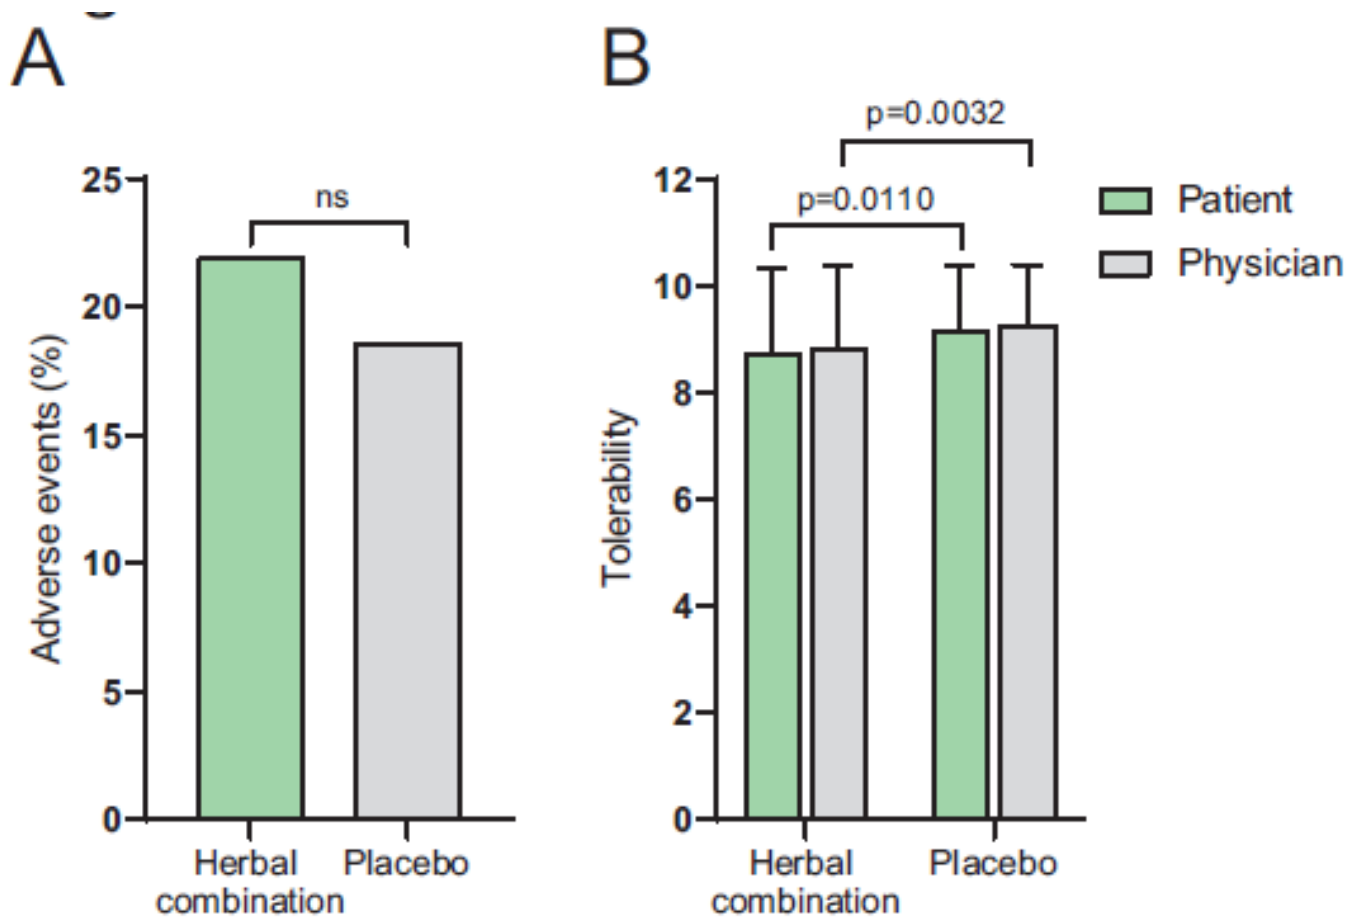 A
B
p=0.0032
25
ns
12
p=0.0110
Patient
Physician
20
10
15
8
10
6
5
4
2
0
0
Adverse events (%)
Tolerability
Herbal
combination
Placebo
Herbal
combination
Placebo